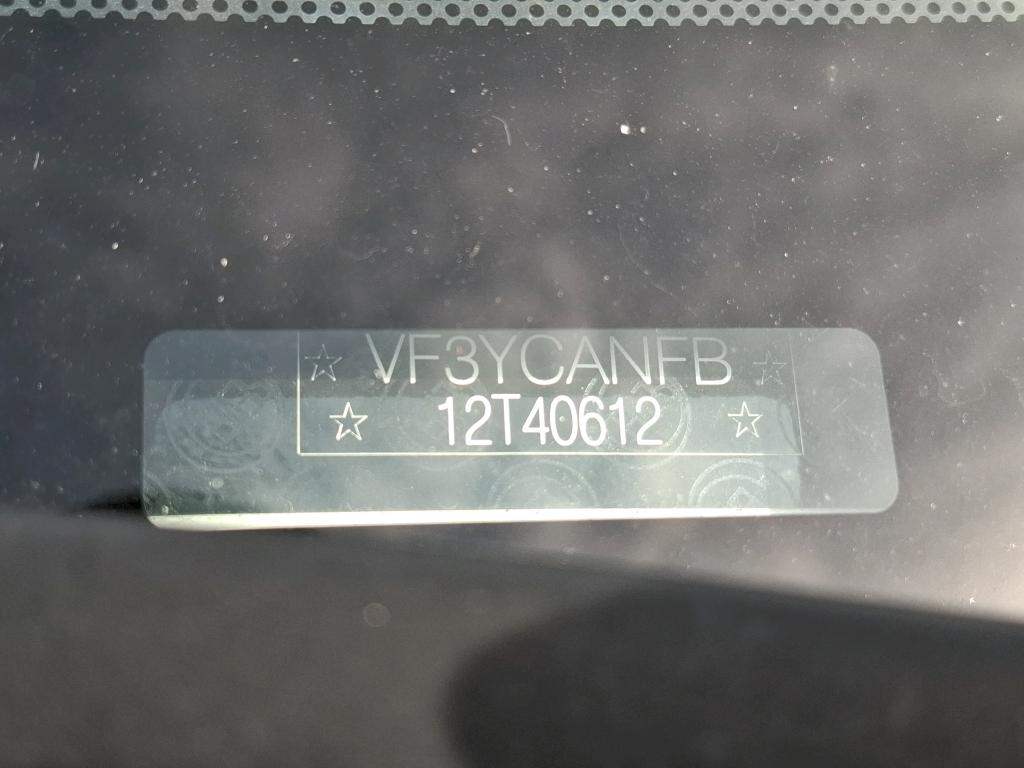 ☆ VF3YCANFB ☆
☆ 12T40612 ☆